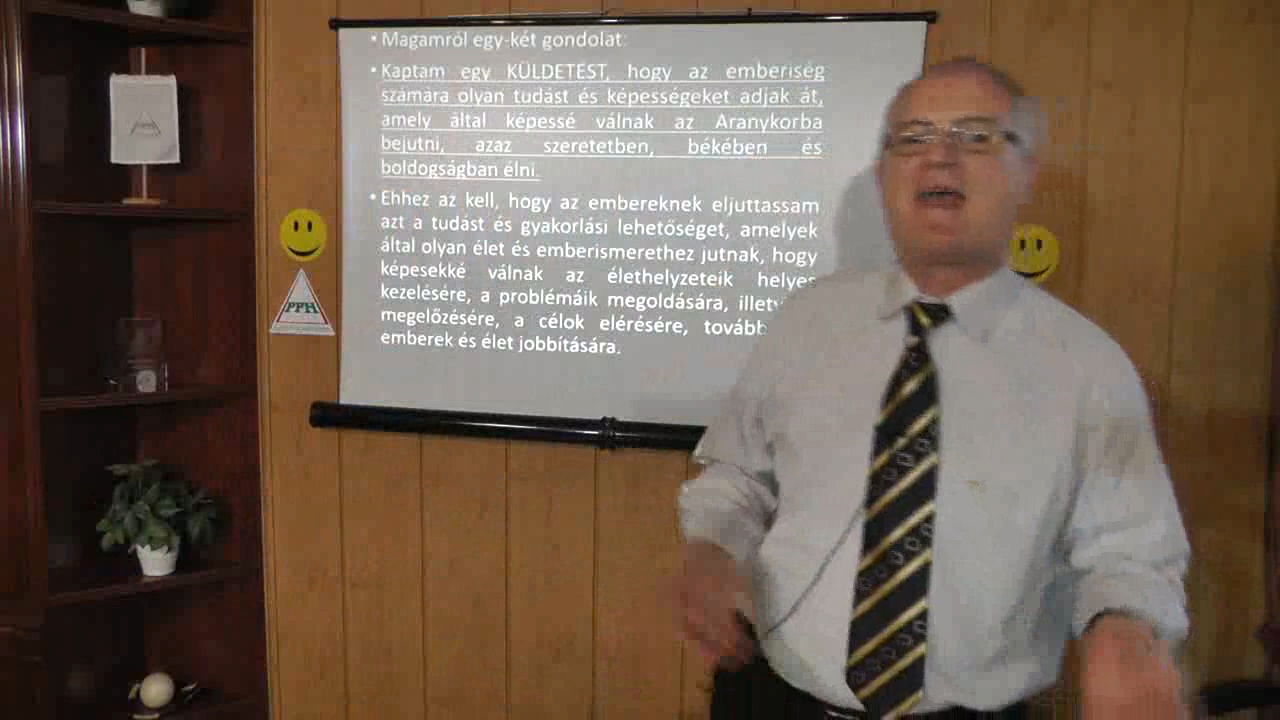 • Magamról egy-két gondolat
• Kaptam egy KÜLDETÉST, hogy az emberiség
számára olyan tudást és képességeket adjak át,
amely által képessé válnak az Aranykorba
bejutni, azaz szeretetben, békében és
boldogságban élni.
• Ehhez az kell, hogy az embereknek eljuttassam
azt a tudást és gyakorlási lehetőséget, amelyek
által olyan élet és emberismerethez jutnak, hogy
képesekké válnak az élethelyzeteik helyes
kezelésére, a problémáik megoldására,
megelőzésére, a célok elérésére,
emberek és élet jobbítására.
PFH